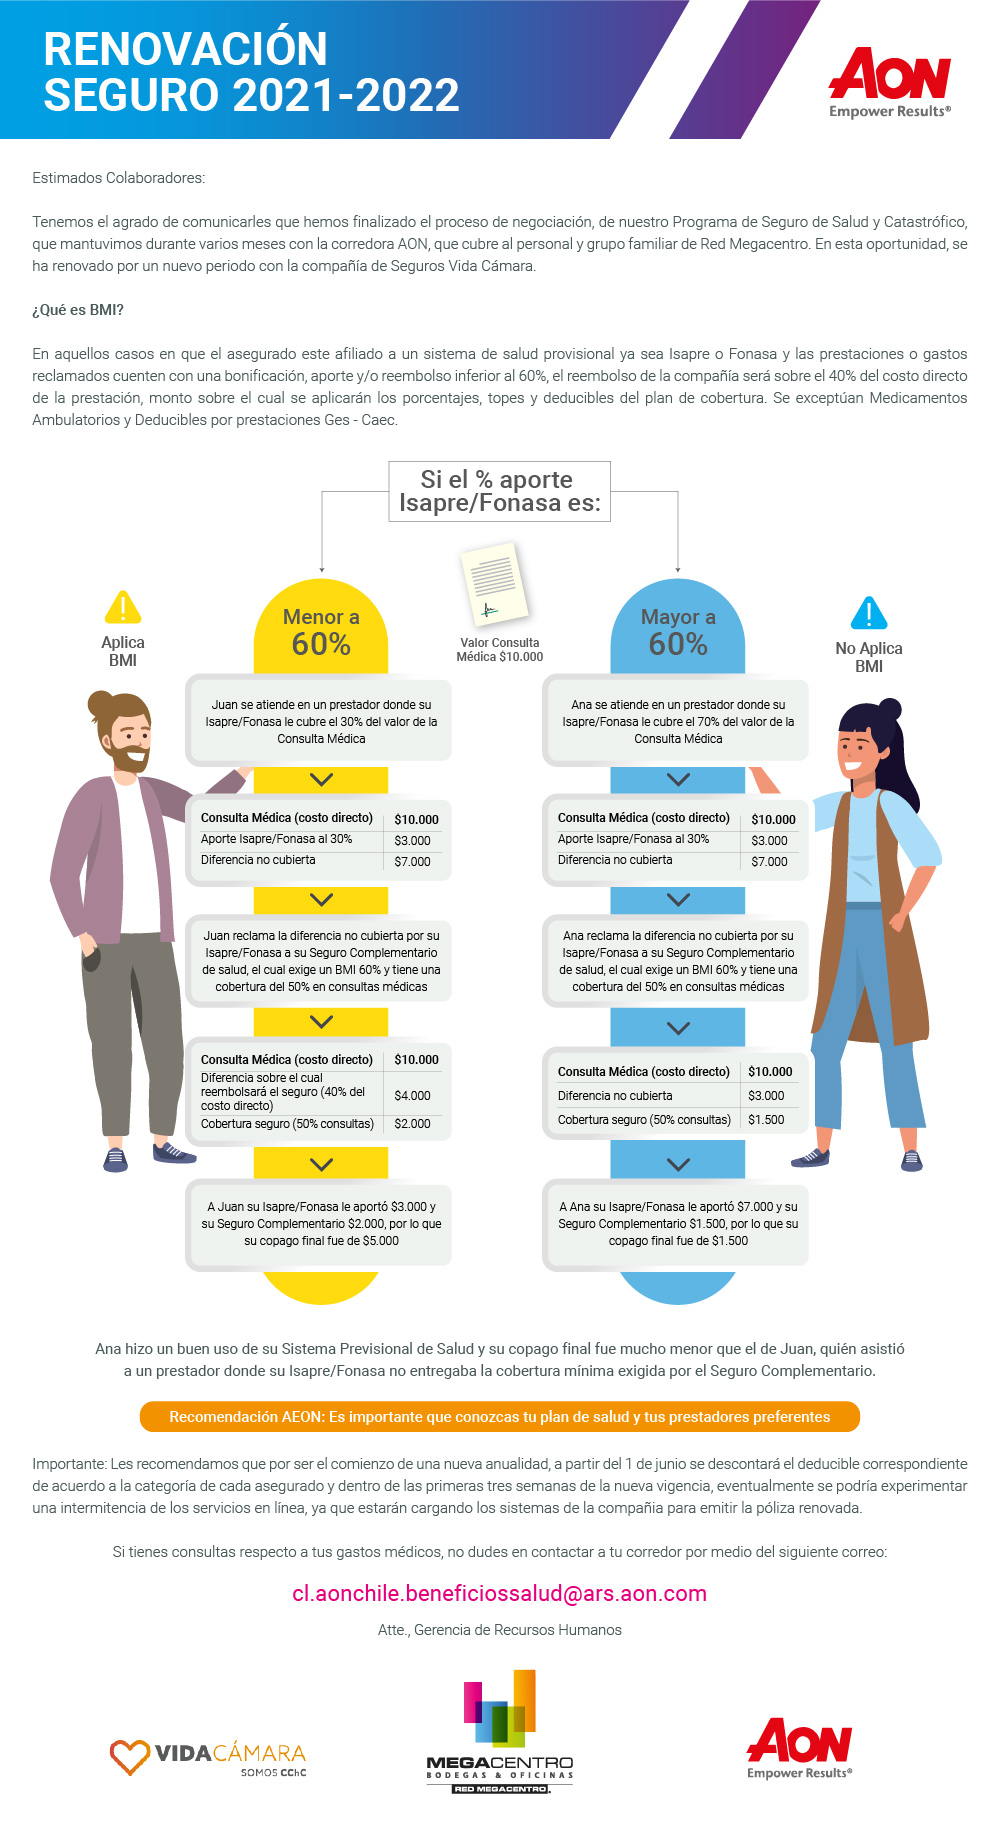 RENOVACIÓN
SEGURO 2021-2022
AON
Empower Results®
Estimados Colaboradores:
Tenemos el agrado de comunicarles que hemos finalizado el proceso de negociación, de nuestro Programa de Seguro de Salud y Catastrófico,
que mantuvimos durante varios meses con la corredora AON, que cubre al personal y grupo familiar de Red Megacentro. En esta oportunidad, se
ha renovado por un nuevo periodo con la compañía de Seguros Vida Cámara.
¿Qué es BMI?
En aquellos casos en que el asegurado este afiliado a un sistema de salud provisional ya sea Isapre o Fonasa y las prestaciones o gastos
reclamados cuenten con una bonificación, aporte y/o reembolso inferior al 60%, el reembolso de la compañía será sobre el 40% del costo directo
de la prestación, monto sobre el cual se aplicarán los porcentajes, topes y deducibles del plan de cobertura. Se exceptúan Medicamentos
Ambulatorios y Deducibles por prestaciones Ges - Caec.
Si el % aporte
Isapre/Fonasa es:
Aplica
BMI
Menor a
60%
Valor Consulta
Médica $10.000
Mayor a
60%
No Aplica
BMI
Juan se atiende en un prestador donde su
Isapre/Fonasa le cubre el 30% del valor de la
Consulta Médica
Consulta Médica (costo directo) $10.000
Aporte Isapre/Fonasa al 30% $3.000
Diferencia no cubierta $7.000
Juan reclama la diferencia no cubierta por su
Isapre/Fonasa a su Seguro Complementario
de salud, el cual exige un BMI 60% y tiene una
cobertura del 50% en consultas médicas
Consulta Médica (costo directo) $10.000
Diferencia sobre el cual
reembolsará el seguro (40% del $4.000
costo directo)
Cobertura seguro (50% consultas) $2.000
A Juan su Isapre/Fonasa le aportó $3.000 y
su Seguro Complementario $2.000, por lo que
su copago final fue de $5.000
Ana se atiende en un prestador donde su
Isapre/Fonasa le cubre el 70% del valor de la
Consulta Médica
Consulta Médica (costo directo) $10.000
Aporte Isapre/Fonasa al 30% $3.000
Diferencia no cubierta $7.000
Ana reclama la diferencia no cubierta por su
Isapre/Fonasa a su Seguro Complementario
de salud, el cual exige un BMI 60% y tiene una
cobertura del 50% en consultas médicas
Consulta Médica (costo directo) $10.000
Diferencia no cubierta $3.000
Cobertura seguro (50% consultas) $1.500
A Ana su Isapre/Fonasa le aportó $7.000 y su
Seguro Complementario $1.500, por lo que su
copago final fue de $1.500
Ana hizo un buen uso de su Sistema Previsional de Salud y su copago final fue mucho menor que el de Juan, quién asistió
a un prestador donde su Isapre/Fonasa no entregaba la cobertura mínima exigida por el Seguro Complementario.
Recomendación AEON: Es importante que conozcas tu plan de salud y tus prestadores preferentes
Importante: Les recomendamos que por ser el comienzo de una nueva anualidad, a partir del 1 de junio se descontará el deducible correspondiente
de acuerdo a la categoría de cada asegurado y dentro de las primeras tres semanas de la nueva vigencia, eventualmente se podría experimentar
una intermitencia de los servicios en línea, ya que estarán cargando los sistemas de la compañia para emitir la póliza renovada.
Si tienes consultas respecto a tus gastos médicos, no dudes en contactar a tu corredor por medio del siguiente correo:
cl.aonchile.beneficiossalud@ars.aon.com
Atte., Gerencia de Recursos Humanos
VIDACÁMARA
SOMOS CChC
MEGACENTRO
BODEGAS & OFICINAS
RED MEGACENTRO.
AON
Empower Results®